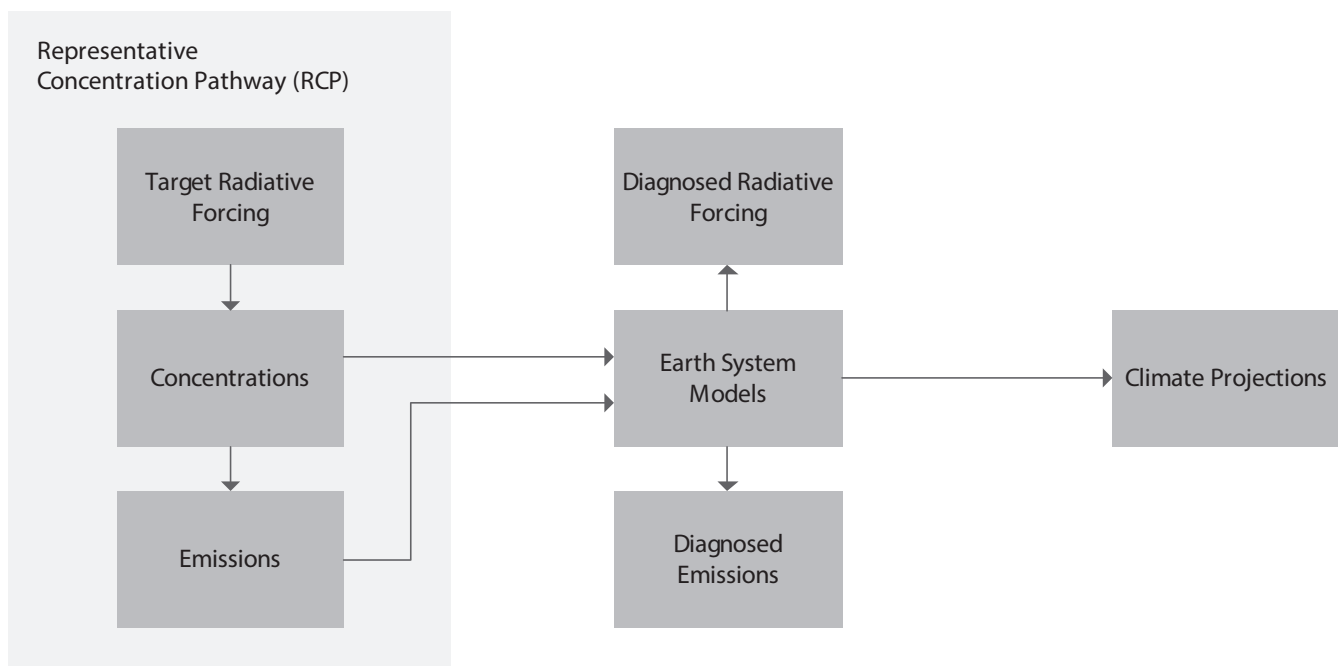 Representative
Concentration Pathway (RCP)
Target Radiative
Forcing
Diagnosed Radiative
Forcing
Concentrations
Earth System
Models
Climate Projections
Emissions
Diagnosed
Emissions